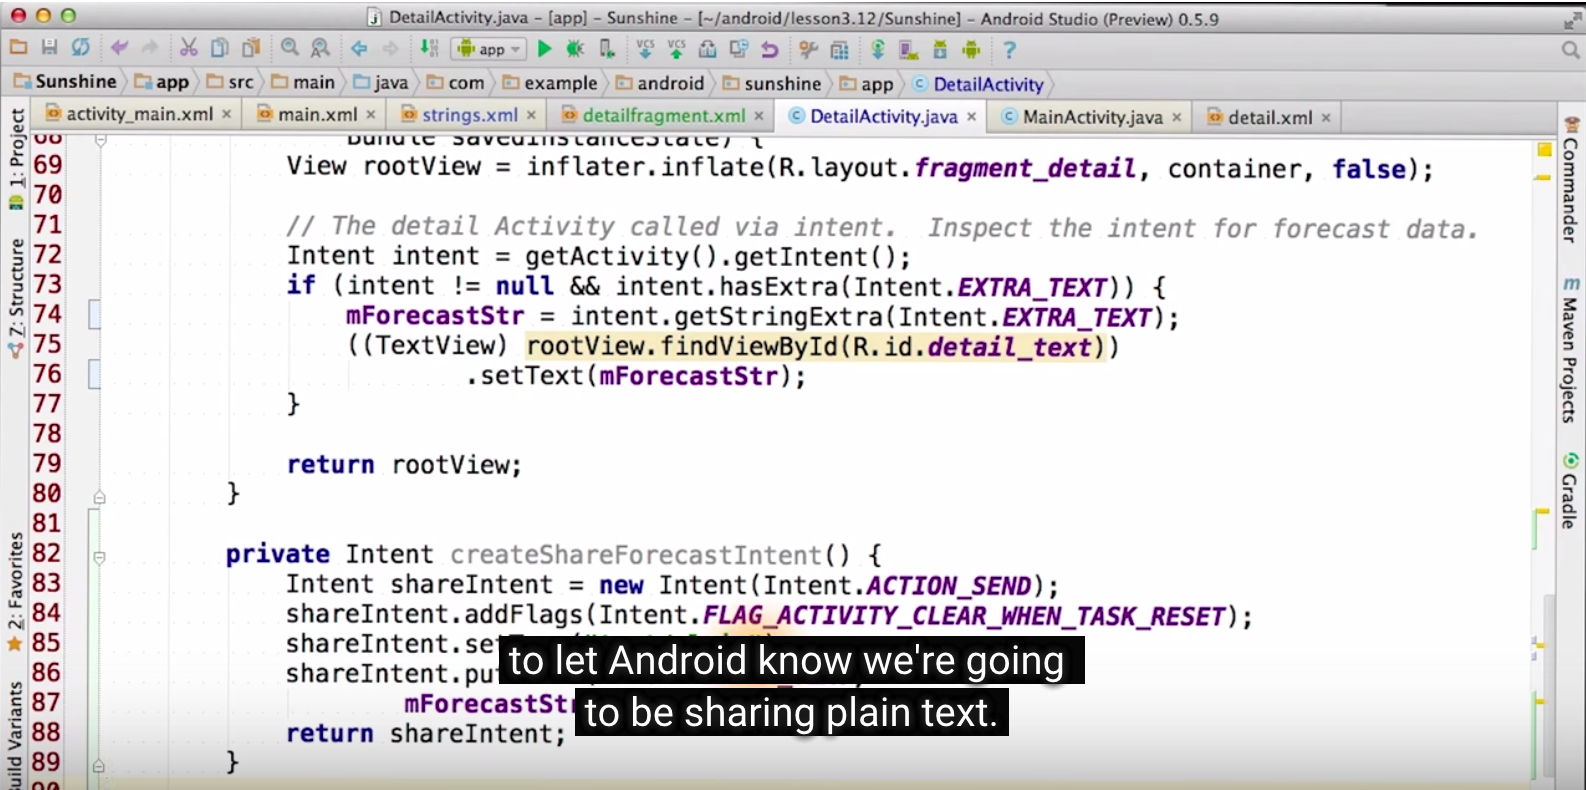 DetailActivity.java – [app] – Sunshine – [~/android/lesson3.12/Sunshine] – Android Studio (Preview) 0.5.9
app
Sunshine app src main java com example android sunshine app DetailActivity
activity_main.xml main.xml strings.xml detailfragment.xml DetailActivity.java MainActivity.java detail.xml
1: Project
Z: Structure
2: Favorites
Build Variants
68 Bundle savedInstanceState) {
69 View rootView = inflater.inflate(R.layout.fragment_detail, container, false);
70
71 // The detail Activity called via intent.  Inspect the intent for forecast data.
72 Intent intent = getActivity().getIntent();
73 if (intent != null && intent.hasExtra(Intent.EXTRA_TEXT)) {
74 mForecastStr = intent.getStringExtra(Intent.EXTRA_TEXT);
75 ((TextView) rootView.findViewById(R.id.detail_text))
76 .setText(mForecastStr);
77 }
78
79 return rootView;
80 }
81
82 private Intent createShareForecastIntent() {
83 Intent shareIntent = new Intent(Intent.ACTION_SEND);
84 shareIntent.addFlags(Intent.FLAG_ACTIVITY_CLEAR_WHEN_TASK_RESET);
85 shareIntent.se
86 shareIntent.pu
87 mForecastStr
88 return shareIntent;
89 }
90
to let Android know we're going
to be sharing plain text.
Commander
Maven Projects
Gradle